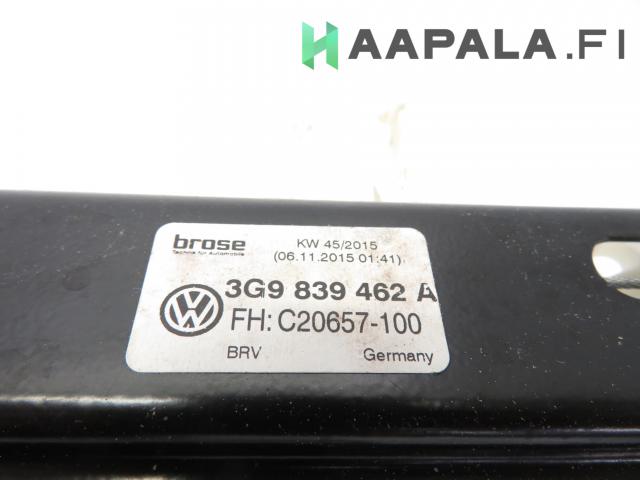 HAAPALA.FI
brose
Technik für Automobile
KW 45/2015
(06.11.2015 01:41)
3G9 839 462 A
FH: C20657-100
BRV
Germany